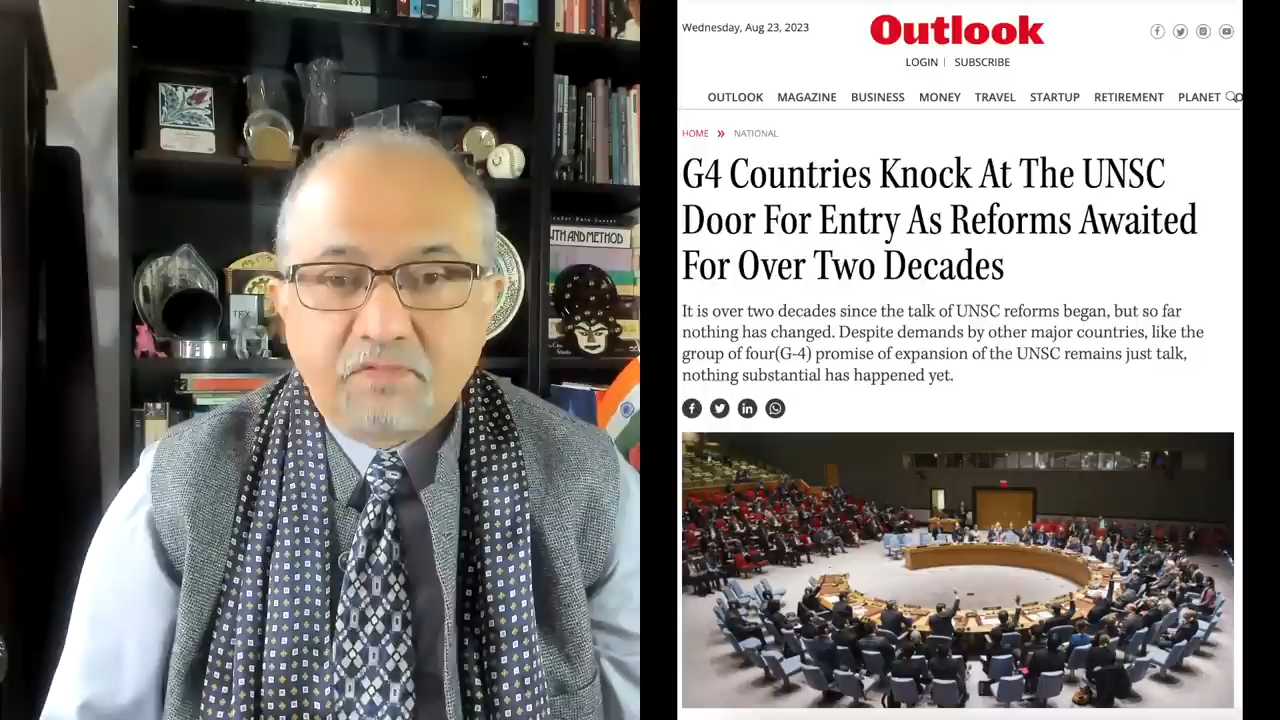 TH AND METHOD
TFX
Wednesday, Aug 23, 2023
Outlook
LOGIN | SUBSCRIBE
OUTLOOK MAGAZINE BUSINESS MONEY TRAVEL STARTUP RETIREMENT PLANET
HOME » NATIONAL
G4 Countries Knock At The UNSC
Door For Entry As Reforms Awaited
For Over Two Decades
It is over two decades since the talk of UNSC reforms began, but so far
nothing has changed. Despite demands by other major countries, like the
group of four(G-4) promise of expansion of the UNSC remains just talk,
nothing substantial has happened yet.